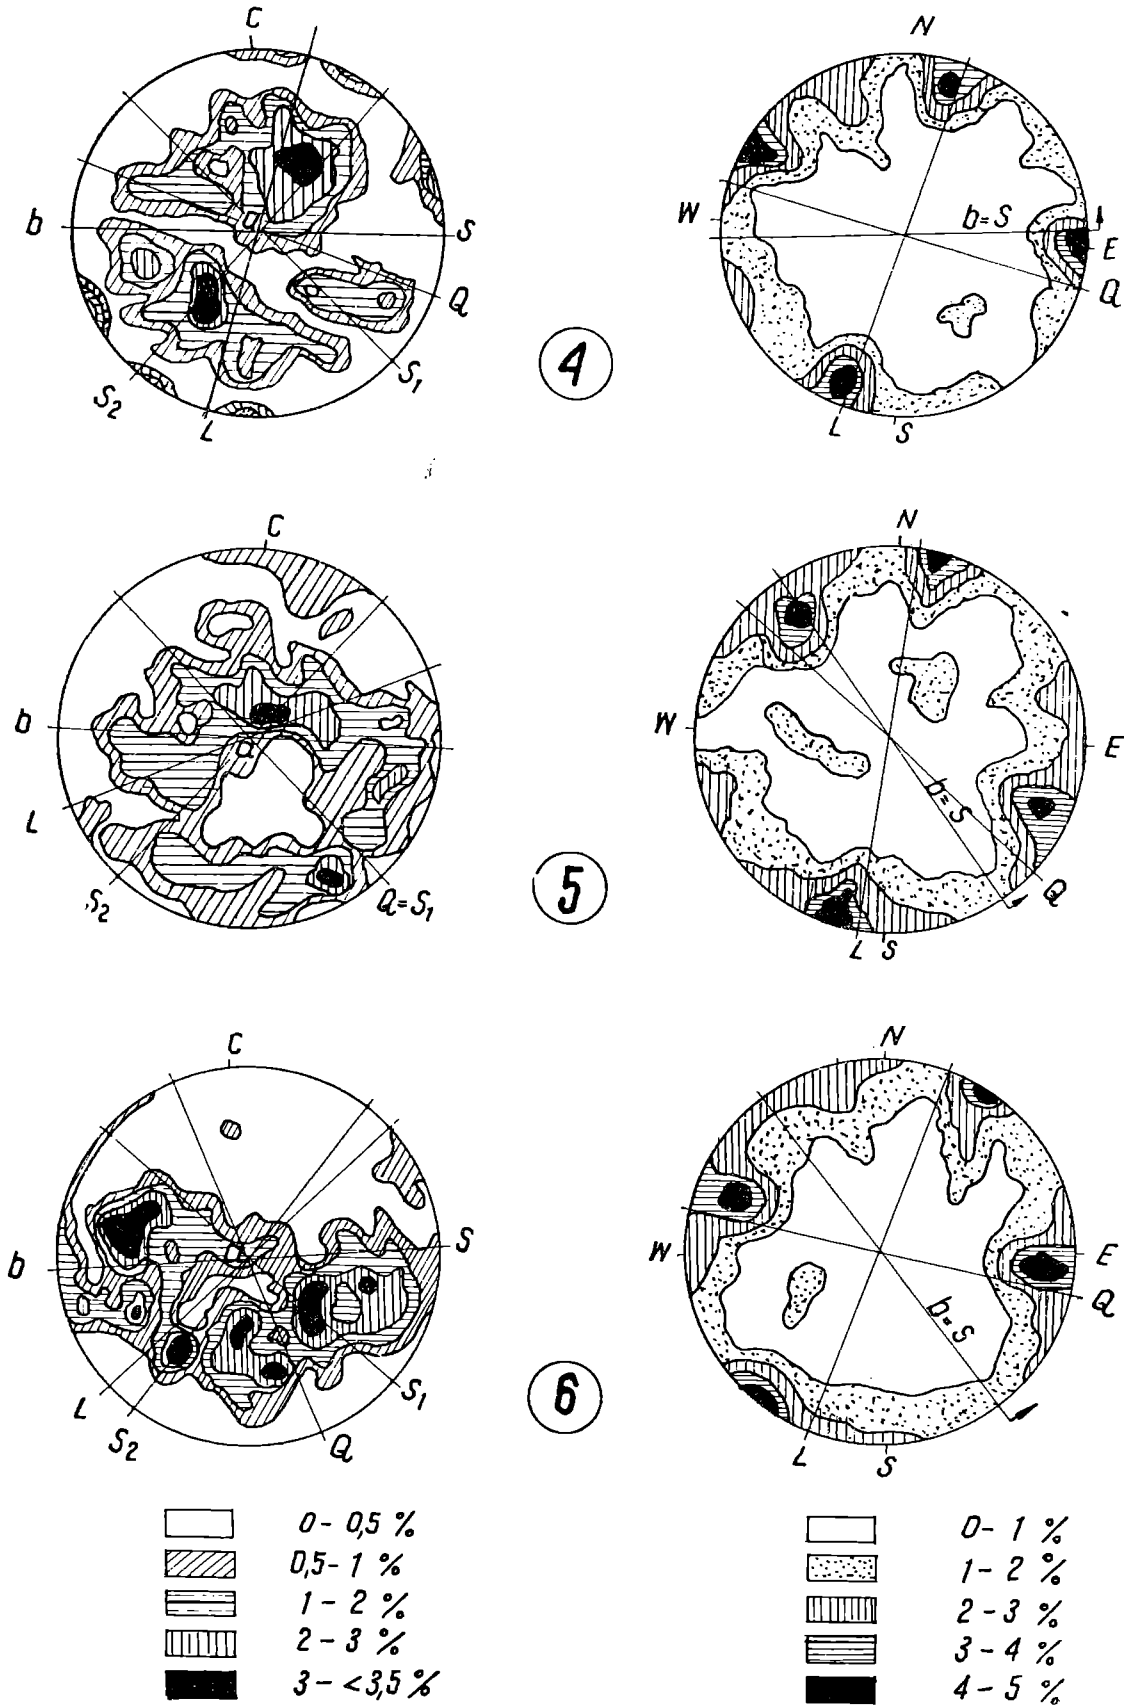 C
N
b
a
S
W
b=S
E
Q
Q
S₁
S₂
L
L
S
4
C
N
b
a
W
E
L
b=S
S₂
Q=S₁
Q
L
S
5
C
N
b
a
S
W
E
Q
b=S
L
S₂
S₁
Q
L
S
6
0-0,5 %
0,5-1 %
1-2 %
2-3 %
3-<3,5 %
0-1 %
1-2 %
2-3 %
3-4 %
4-5 %